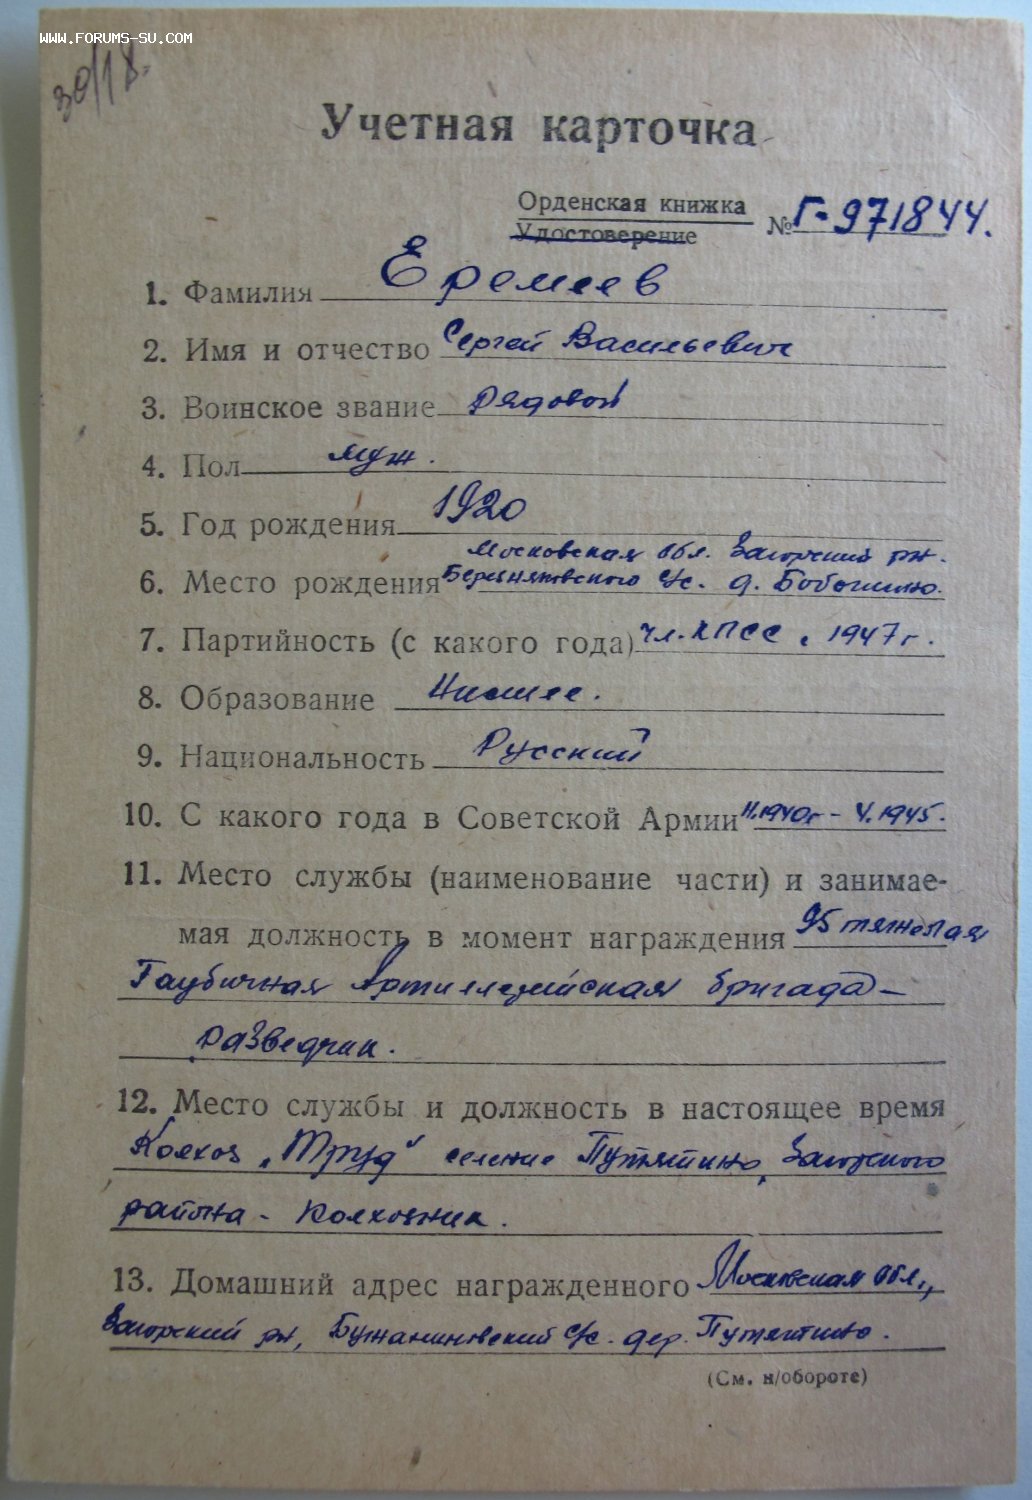 WWW.FORUMS-SU.COM
30/18.
Учетная карточка
Орденская книжка
Удостоверение
№ Г-971844.
1. Фамилия Еремеев
2. Имя и отчество Сергей Васильевич
3. Воинское звание рядовой
4. Пол муж.
5. Год рождения 1920
Московская обл. Загорский рн.
6. Место рождения Березняковского с/с. д. Бобошино.
7. Партийность (с какого года) чл. КПСС с 1947 г.
8. Образование Низшее.
9. Национальность Русский
10. С какого года в Советской Армии 1940г - 1945.
11. Место службы (наименование части) и занимае-
мая должность в момент награждения 95 тяжелая
Гаубичная Артиллерийская бригада -
разведчик.
12. Место службы и должность в настоящее время
Колхоз „Труд" селение Путятино, Загорского
района - колхозник.
13. Домашний адрес награжденного Московская обл.,
Загорский рн, Бужаниновский с/с. дер. Путятино.
(См. н/обороте)